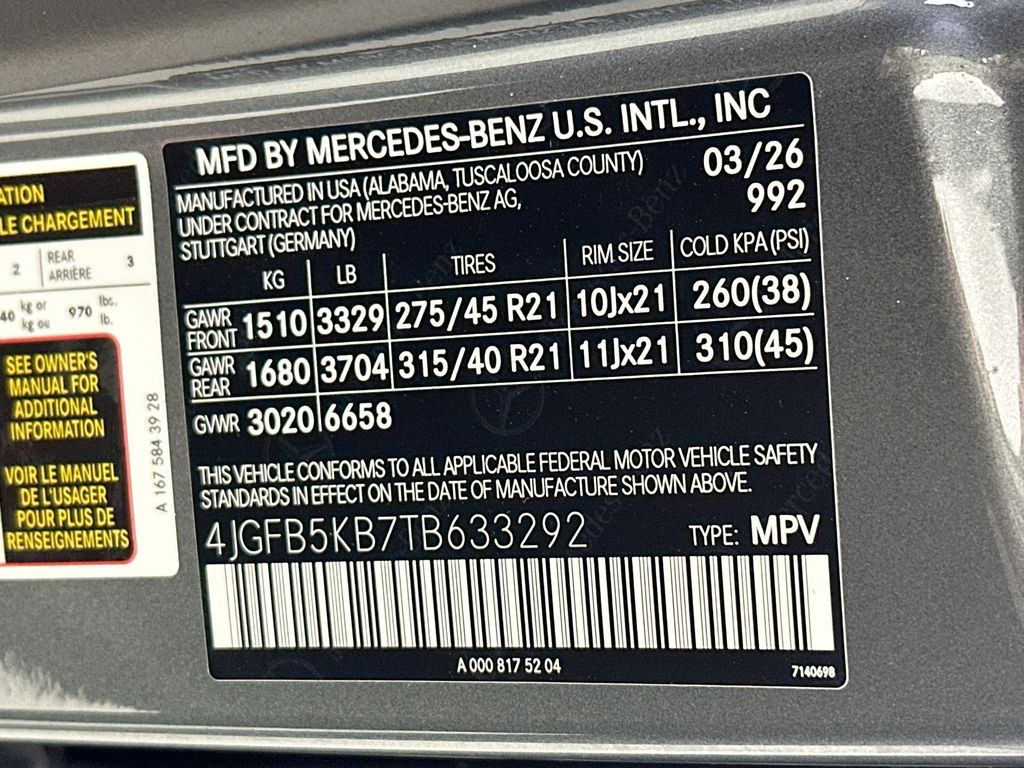 ATION
LE CHARGEMENT
2 REAR ARRIÈRE 3
40 kg or kg ou 970 lbs. lb.
SEE OWNER'S
MANUAL FOR
ADDITIONAL
INFORMATION
VOIR LE MANUEL
DE L'USAGER
POUR PLUS DE
RENSEIGNEMENTS
A 167 584 39 28
MFD BY MERCEDES-BENZ U.S. INTL., INC
MANUFACTURED IN USA (ALABAMA, TUSCALOOSA COUNTY) 03/26
UNDER CONTRACT FOR MERCEDES-BENZ AG, 992
STUTTGART (GERMANY)
KG LB TIRES RIM SIZE COLD KPA (PSI)
GAWR FRONT 1510 3329 275/45 R21 10Jx21 260(38)
GAWR REAR 1680 3704 315/40 R21 11Jx21 310(45)
GVWR 3020 6658
THIS VEHICLE CONFORMS TO ALL APPLICABLE FEDERAL MOTOR VEHICLE SAFETY
STANDARDS IN EFFECT ON THE DATE OF MANUFACTURE SHOWN ABOVE.
4JGFB5KB7TB633292 TYPE: MPV
A 000 817 52 04
7140698